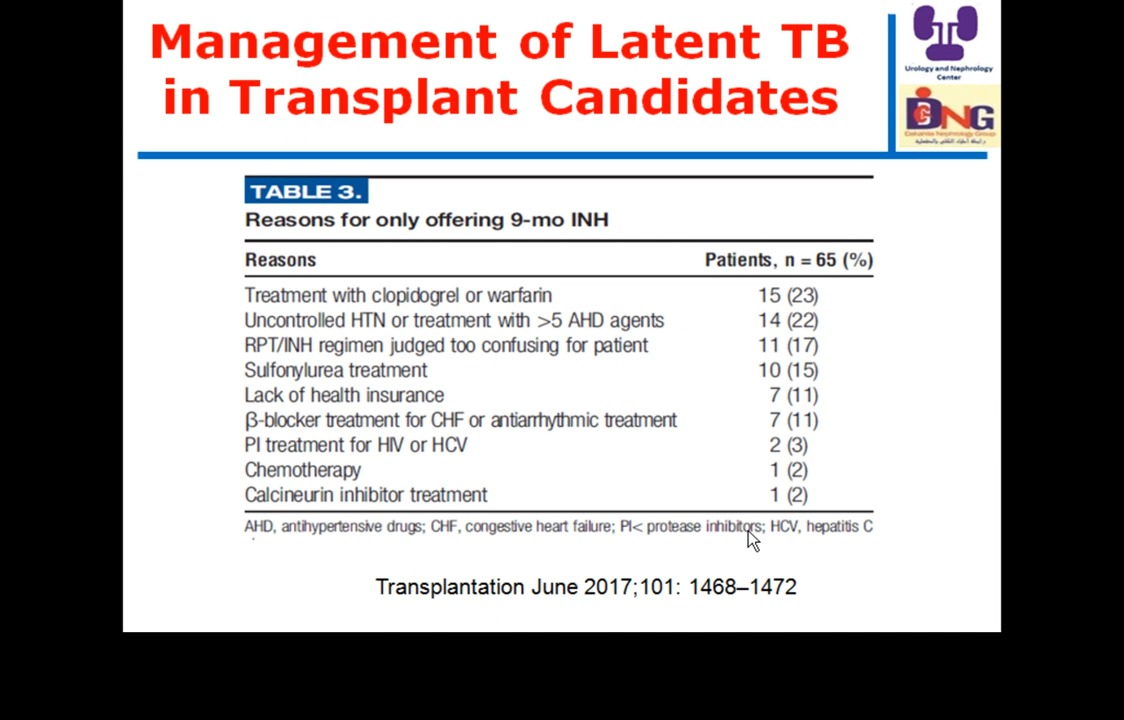 Management of Latent TB
in Transplant Candidates
Urology and Nephrology
Center
DNG
Dakahlia Nephrology Group
TABLE 3.
Reasons for only offering 9-mo INH
Reasons Patients, n = 65 (%)
Treatment with clopidogrel or warfarin 15 (23)
Uncontrolled HTN or treatment with >5 AHD agents 14 (22)
RPT/INH regimen judged too confusing for patient 11 (17)
Sulfonylurea treatment 10 (15)
Lack of health insurance 7 (11)
β-blocker treatment for CHF or antiarrhythmic treatment 7 (11)
PI treatment for HIV or HCV 2 (3)
Chemotherapy 1 (2)
Calcineurin inhibitor treatment 1 (2)
AHD, antihypertensive drugs; CHF, congestive heart failure; PI< protease inhibitors; HCV, hepatitis C
Transplantation June 2017;101: 1468–1472